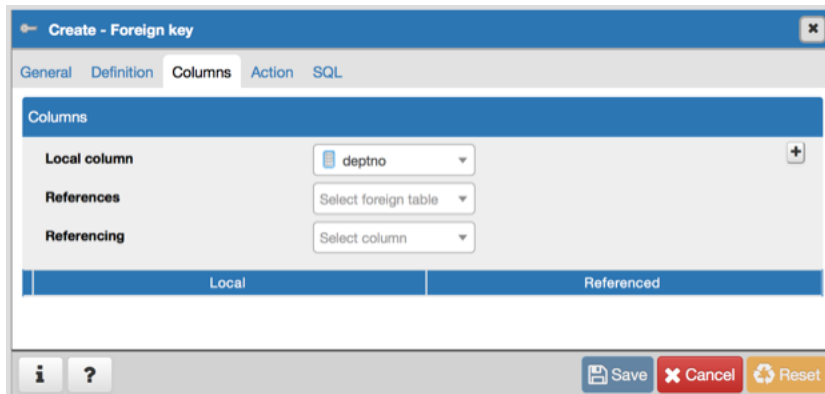 Create - Foreign key
General Definition Columns Action SQL
Columns
Local column deptno
References Select foreign table
Referencing Select column
Local Referenced
i ? Save Cancel Reset